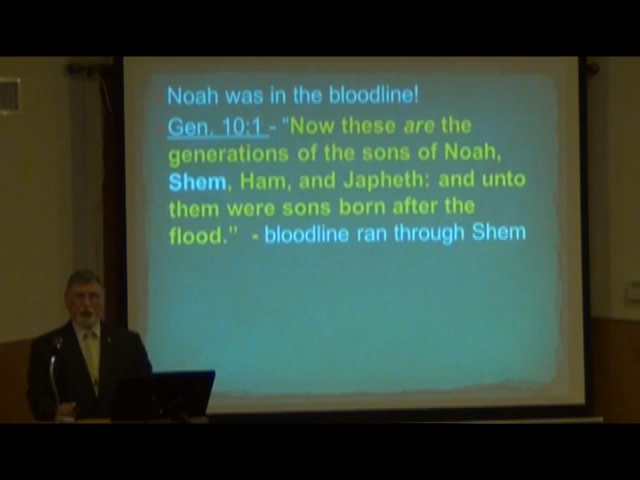 Noah was in the bloodline!
Gen. 10:1 - “Now these are the
generations of the sons of Noah,
Shem, Ham, and Japheth: and unto
them were sons born after the
flood.” - bloodline ran through Shem